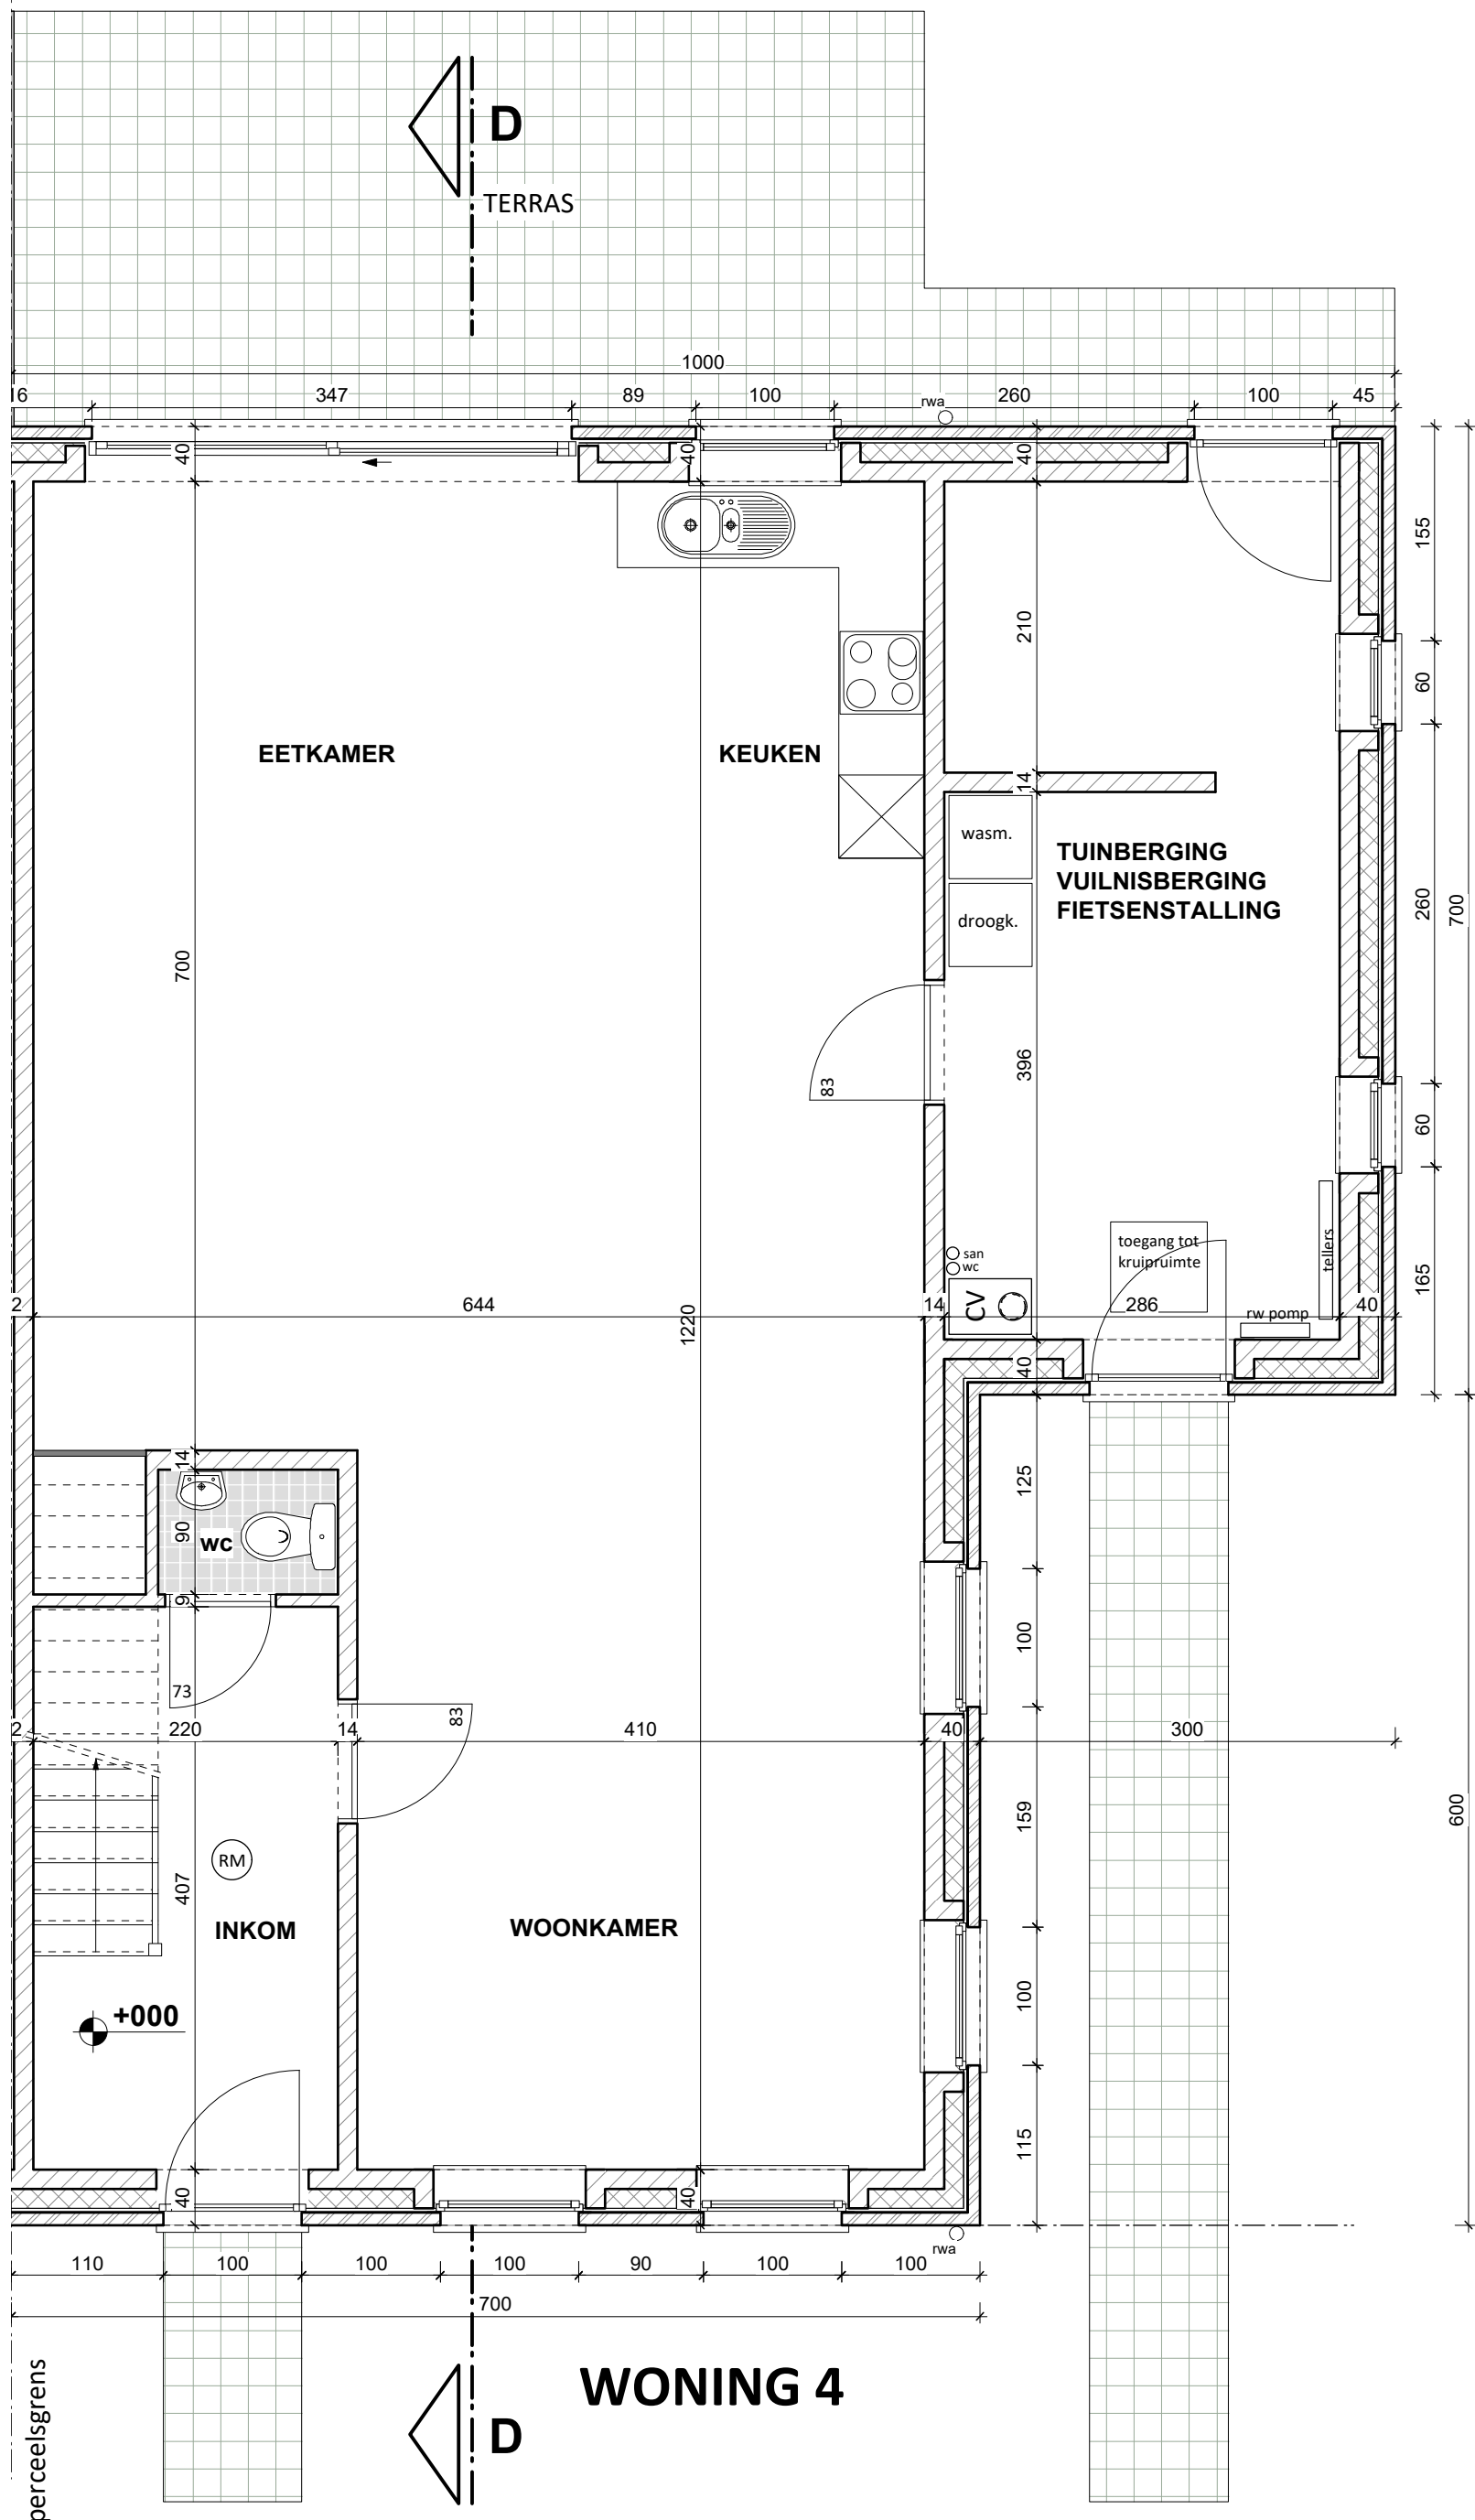 D
TERRAS
1000
16
347
89
100
rwa
260
100
45
40
40
40
155
210
60
EETKAMER
KEUKEN
14
wasm.
TUINBERGING
VUILNISBERGING
FIETSENSTALLING
droogk.
260
700
700
396
83
60
san
wc
toegang tot
kruipruimte
tellers
165
2
644
14
CV
286
rw pomp
40
1220
40
14
125
90
wc
9
100
73
83
2
220
14
410
40
300
159
600
RM
407
INKOM
WOONKAMER
100
+000
115
40
40
rwa
110
100
100
100
90
100
100
700
WONING 4
D
perceelsgrens